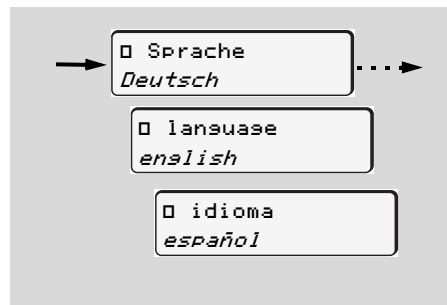 □ Sprache
Deutsch
□ language
english
□ idioma
español